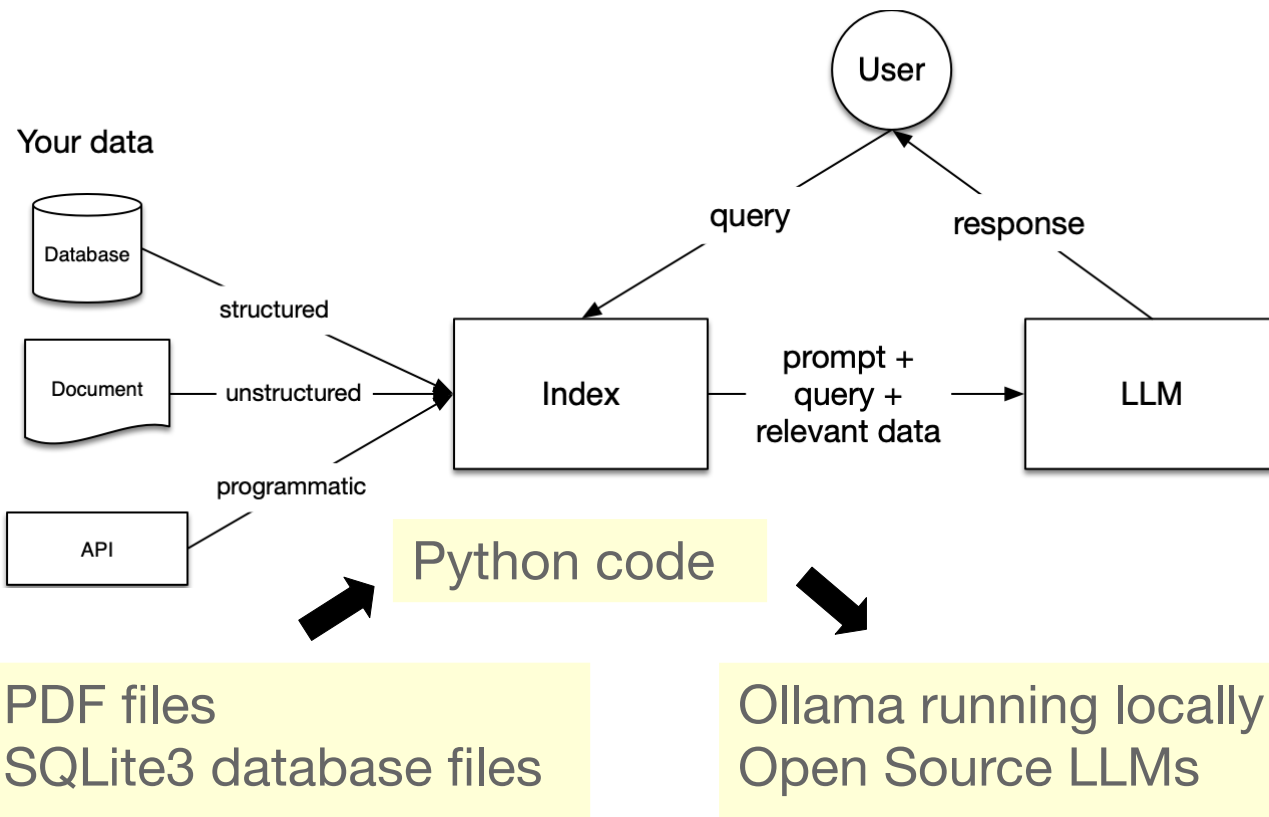 User
Your data
query
response
Database
structured
prompt +
query +
relevant data
Document
unstructured
Index
LLM
programmatic
API
Python code
PDF files
SQLite3 database files
Ollama running locally
Open Source LLMs